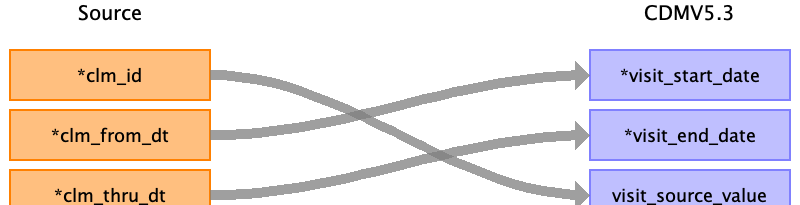 Source CDMV5.3
*clm_id *visit_start_date
*clm_from_dt *visit_end_date
*clm_thru_dt visit_source_value